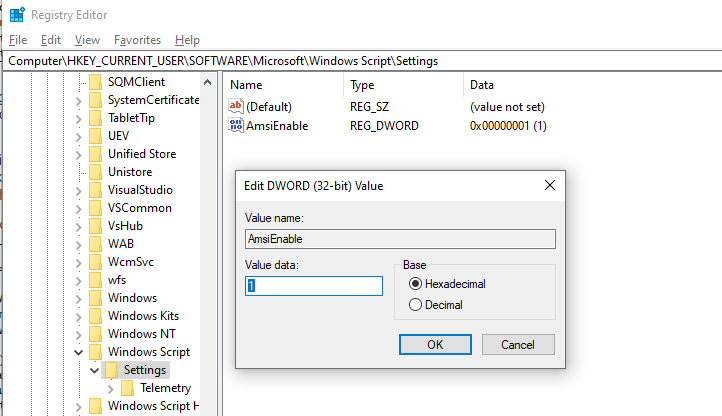 Registry Editor
File Edit View Favorites Help
Computer\HKEY_CURRENT_USER\SOFTWARE\Microsoft\Windows Script\Settings
SQMClient
SystemCertificate
TabletTip
UEV
Unified Store
Unistore
VisualStudio
VSCommon
VsHub
WAB
WcmSvc
wfs
Windows
Windows Kits
Windows NT
Windows Script
Settings
Telemetry
Windows Script H
Name Type Data
ab (Default) REG_SZ (value not set)
AmsiEnable REG_DWORD 0x00000001 (1)
Edit DWORD (32-bit) Value
Value name:
AmsiEnable
Value data:
1
Base
Hexadecimal
Decimal
OK Cancel